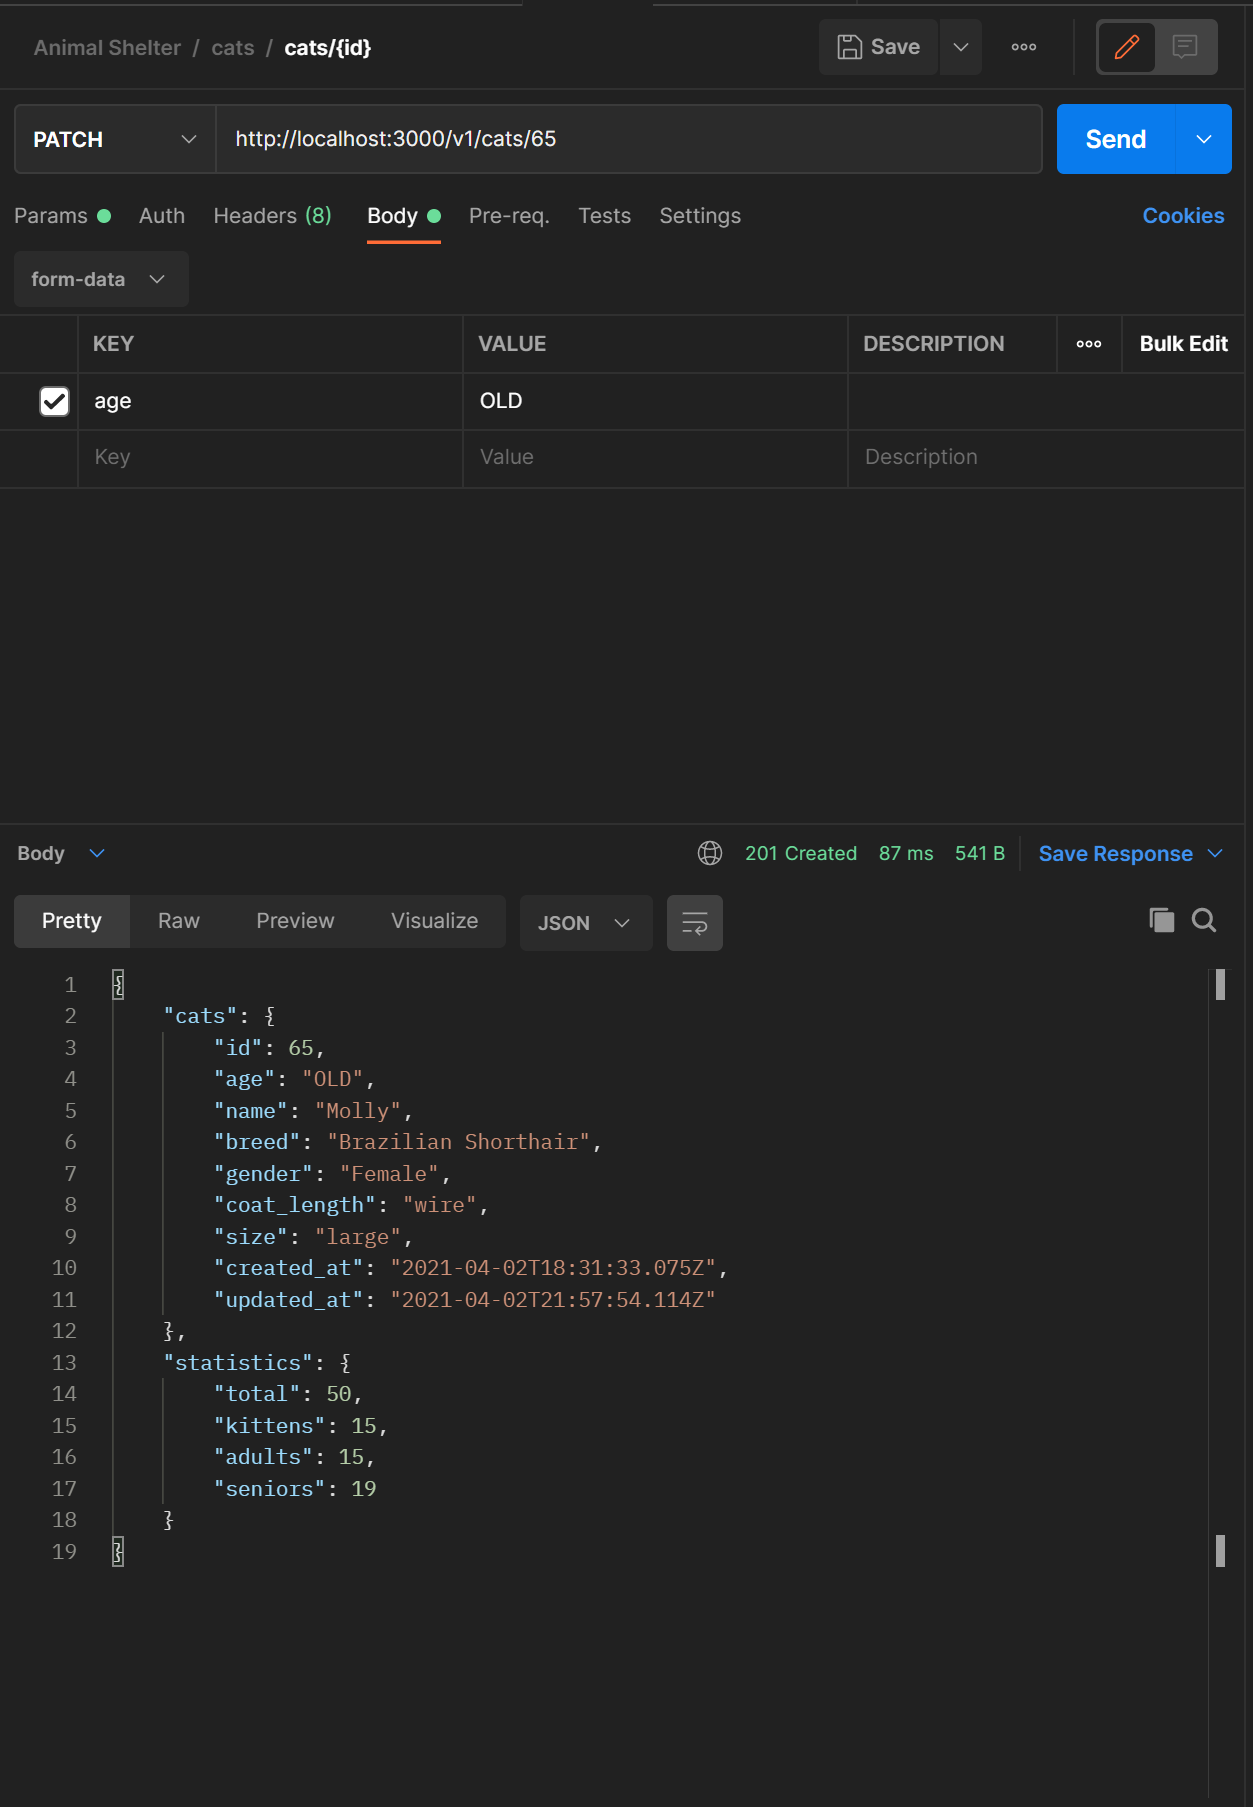 Animal Shelter / cats / cats/{id} Save
PATCH http://localhost:3000/v1/cats/65 Send
Params Auth Headers (8) Body Pre-req. Tests Settings Cookies
form-data
KEY VALUE DESCRIPTION Bulk Edit
age OLD
Key Value Description
Body 201 Created 87 ms 541 B Save Response
Pretty Raw Preview Visualize JSON
1 {
2 "cats": {
3 "id": 65,
4 "age": "OLD",
5 "name": "Molly",
6 "breed": "Brazilian Shorthair",
7 "gender": "Female",
8 "coat_length": "wire",
9 "size": "large",
10 "created_at": "2021-04-02T18:31:33.075Z",
11 "updated_at": "2021-04-02T21:57:54.114Z"
12 },
13 "statistics": {
14 "total": 50,
15 "kittens": 15,
16 "adults": 15,
17 "seniors": 19
18 }
19 }